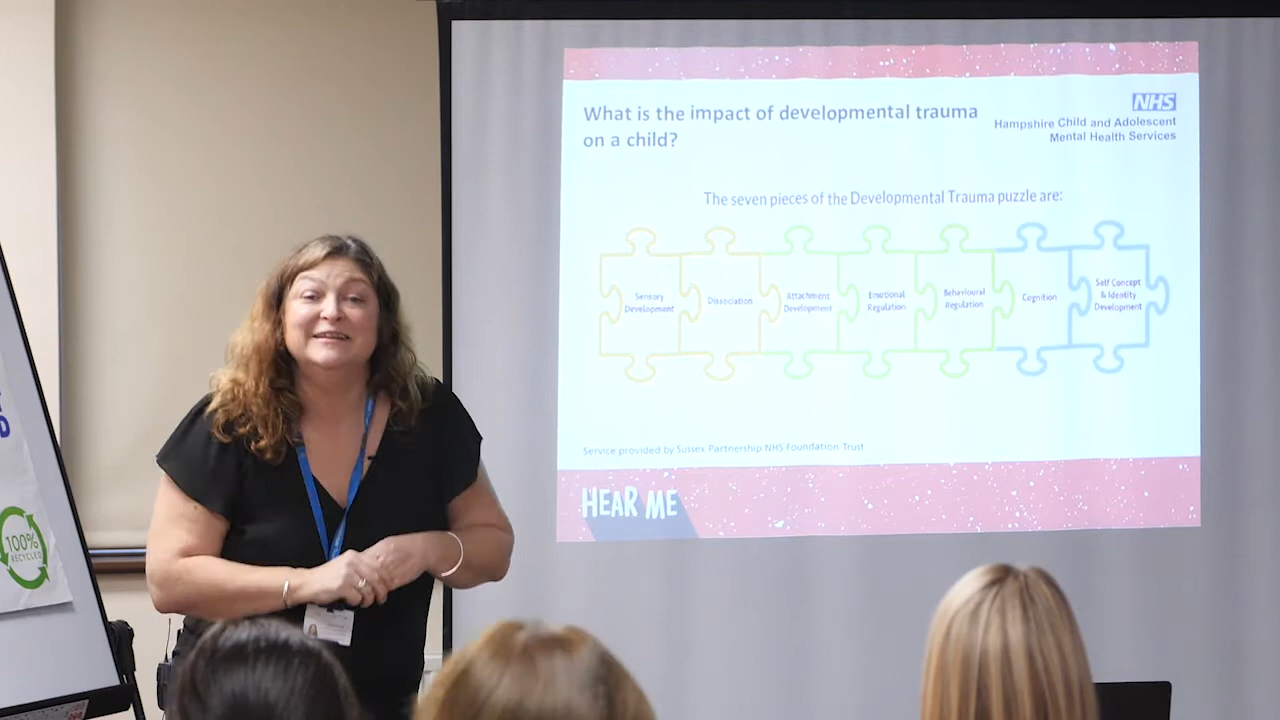 What is the impact of developmental trauma
on a child?
NHS
Hampshire Child and Adolescent
Mental Health Services
The seven pieces of the Developmental Trauma puzzle are:
Sensory
Development
Dissociation
Attachment
Development
Emotional
Regulation
Behavioural
Regulation
Cognition
Self Concept
& Identity
Development
Service provided by Sussex Partnership NHS Foundation Trust
HEAR ME
D
100%
RECYCLED